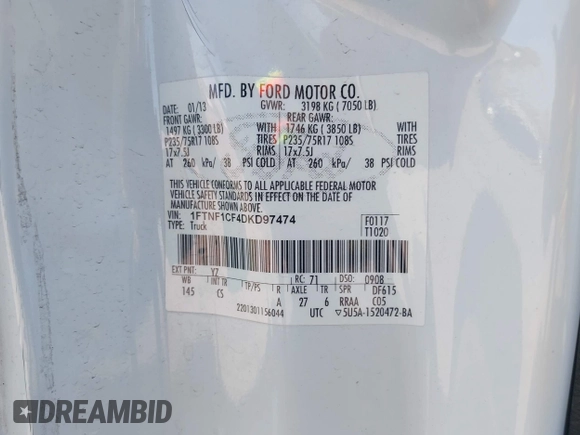 MFD. BY FORD MOTOR CO.
DATE: 01/13 GVWR: 3198 KG ( 7050 LB)
FRONT GAWR: REAR GAWR:
1497 KG ( 3300 LB) WITH 1746 KG ( 3850 LB) WITH
P235/75R17 108S TIRES P235/75R17 108S TIRES
17x7.5J RIMS 17x7.5J RIMS
AT 260 kPa/ 38 PSI COLD AT 260 kPa/ 38 PSI COLD
THIS VEHICLE CONFORMS TO ALL APPLICABLE FEDERAL MOTOR
VEHICLE SAFETY STANDARDS IN EFFECT ON THE DATE OF
MANUFACTURE SHOWN ABOVE.
VIN: 1FTNF1CF4DKD97474 F0117
TYPE: Truck T1020
EXT PNT: YZ RC: 71 DSO: 0908
WB INT TR TP/PS R AXLE TR SPR DF615
145 CS A 27 6 RRAA C05
2201301156044 UTC ▽5U5A-1520472-BA
DREAMBID